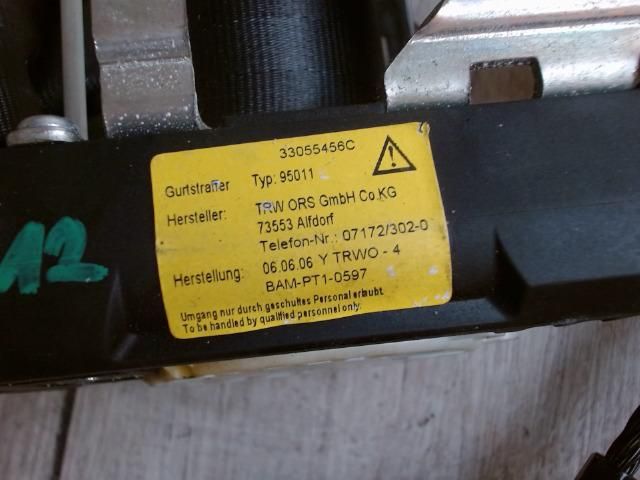 33055456C
Gurtstraffer Typ: 95011
Hersteller: TRW ORS GmbH Co.KG
73553 Alfdorf
Telefon-Nr.: 07172/302-0
Herstellung: 06.06.06 Y TRWO - 4
BAM-PT1-0597
Umgang nur durch geschultes Personal erlaubt.
To be handled by qualified personnel only.
A2